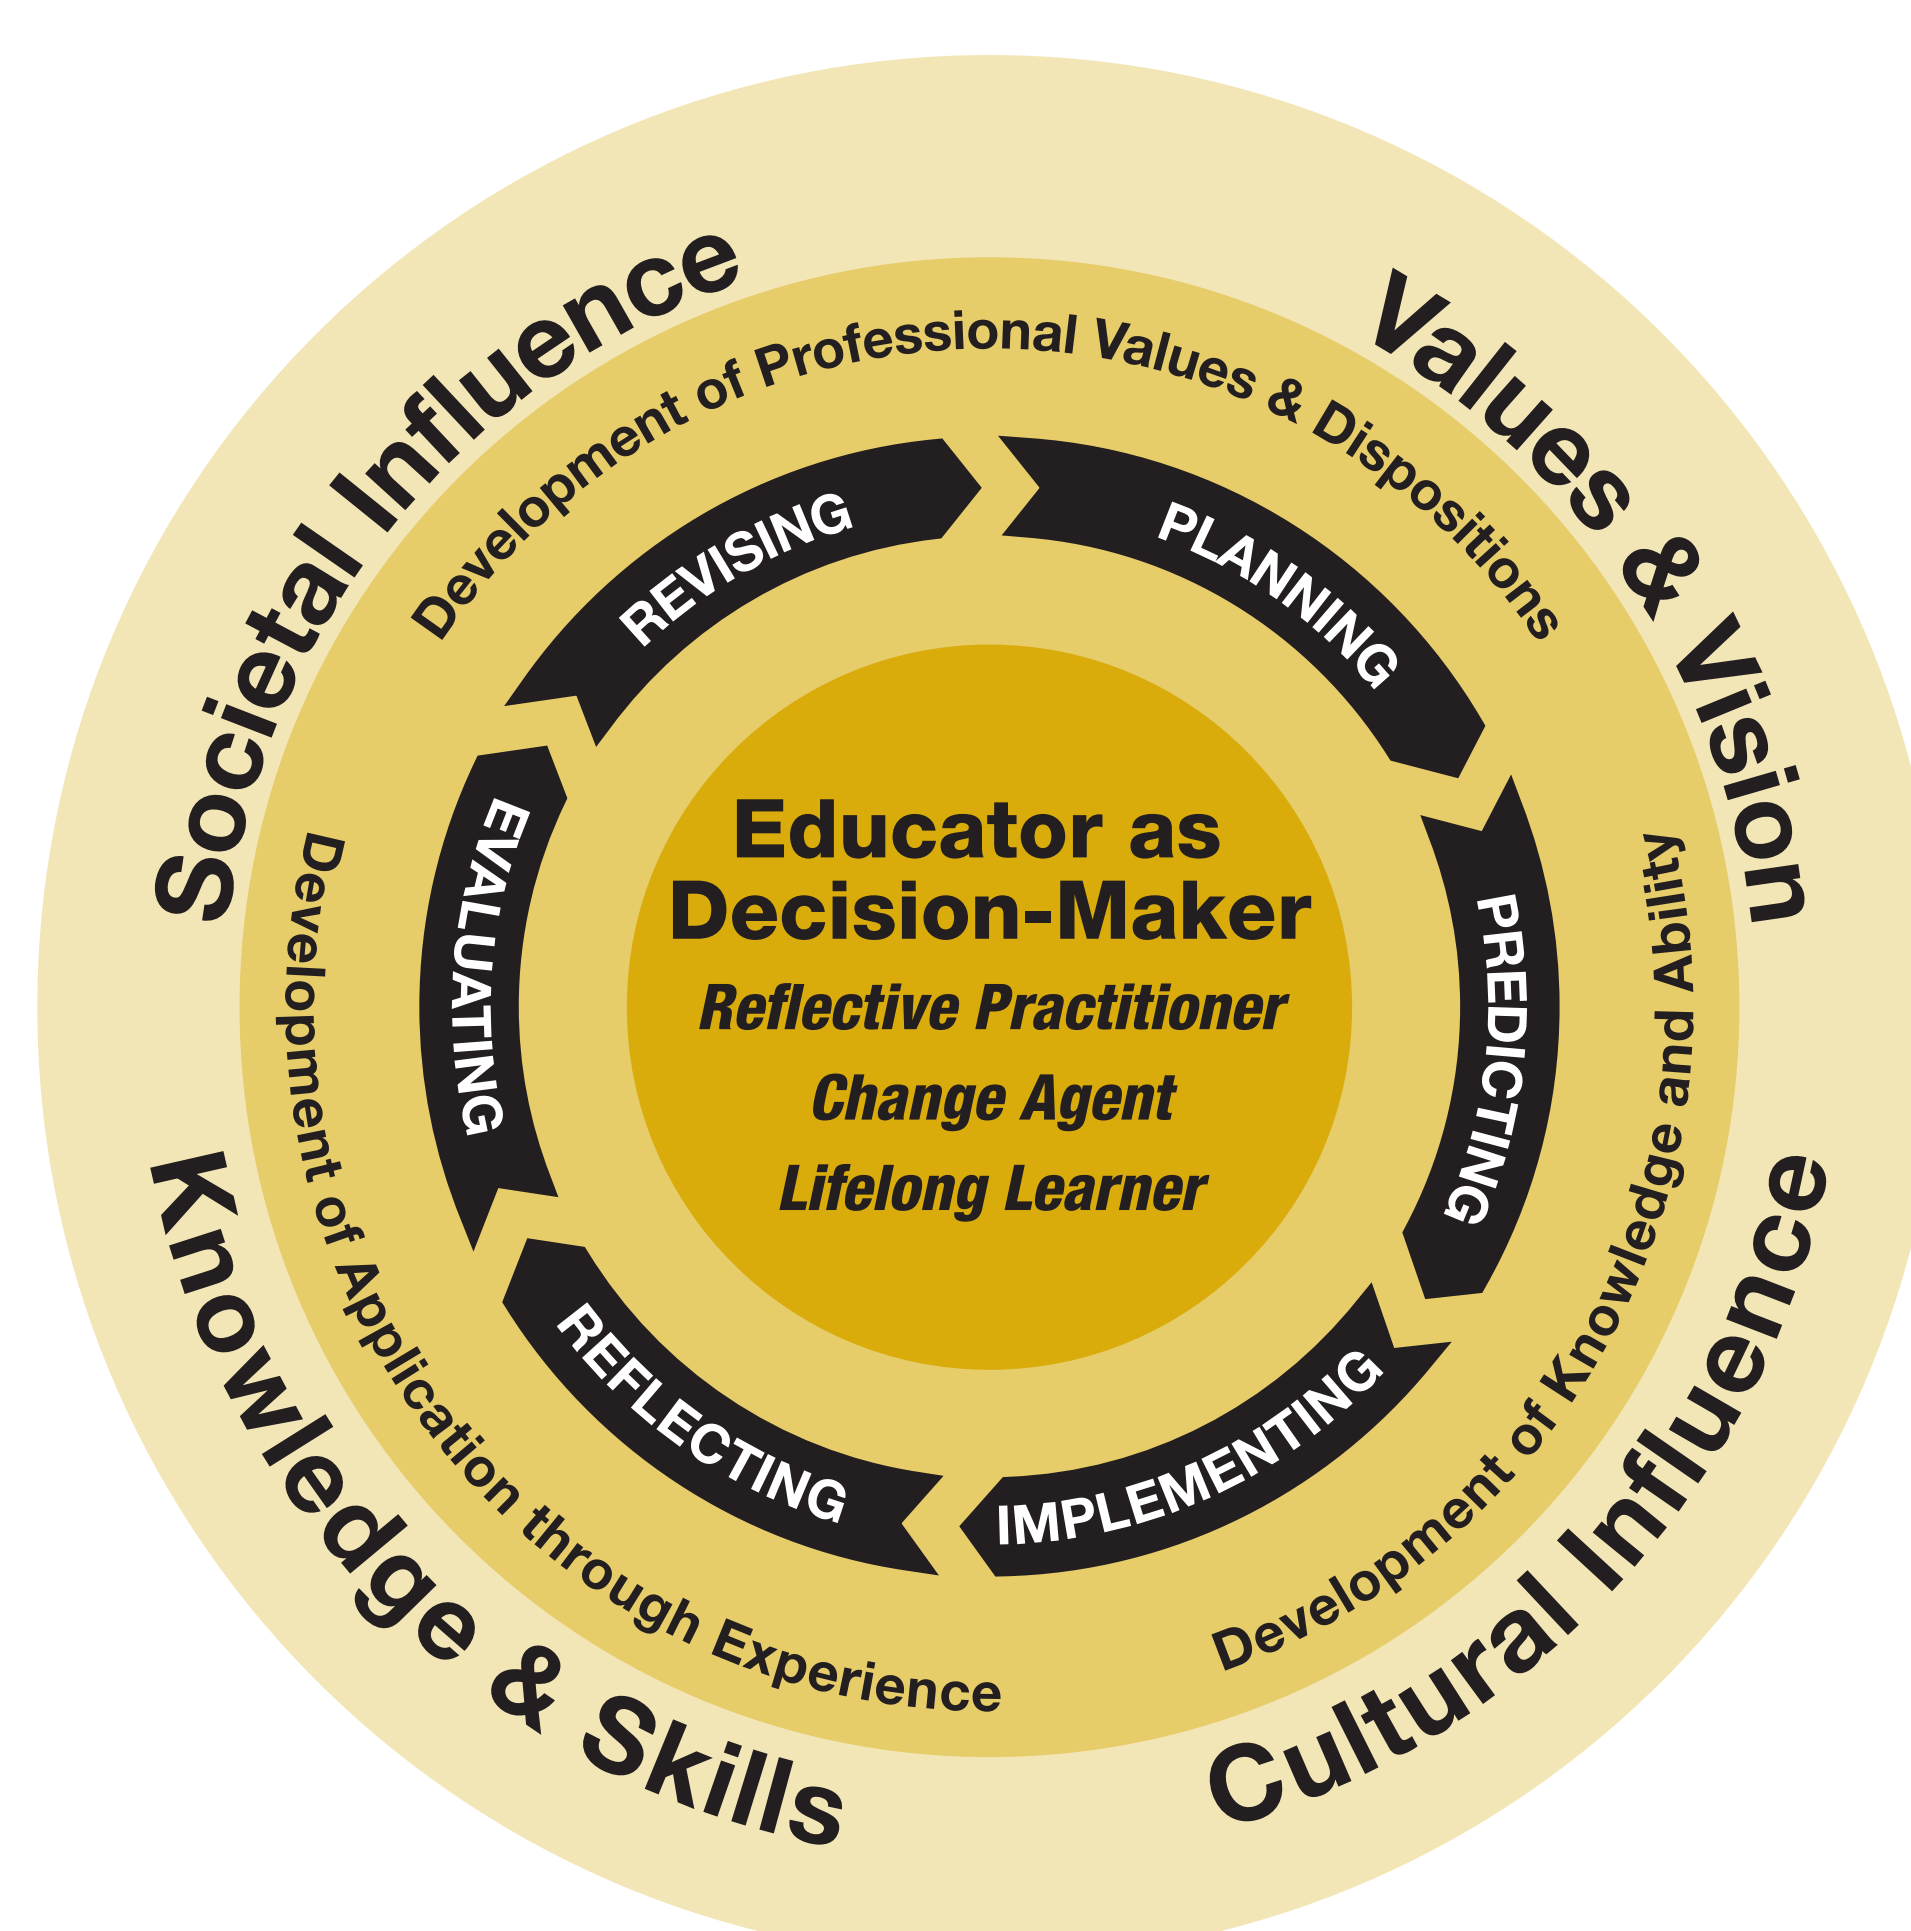 Societal Influence
Values & Vision
Cultural Influence
Knowledge & Skills
Development of Professional Values & Dispositions
Development of Knowledge and Ability
Development of Application through Experience
PLANNING
PREDICTING
IMPLEMENTING
REFLECTING
EVALUATING
REVISING
Educator as
Decision-Maker
Reflective Practitioner
Change Agent
Lifelong Learner